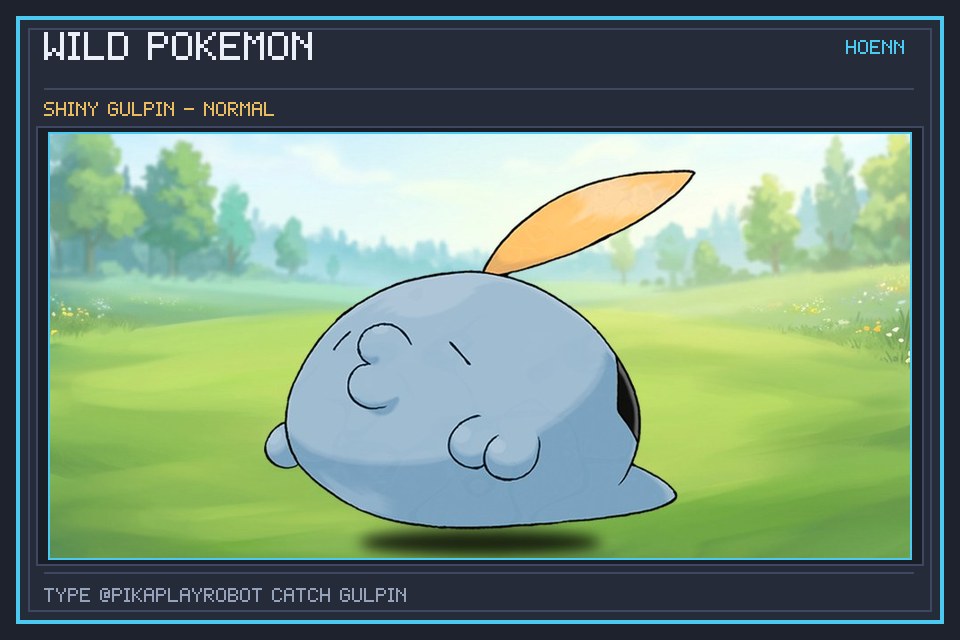 WILD POKEMON
HOENN
SHINY GULPIN - NORMAL
TYPE @PIKAPLAYROBOT CATCH GULPIN